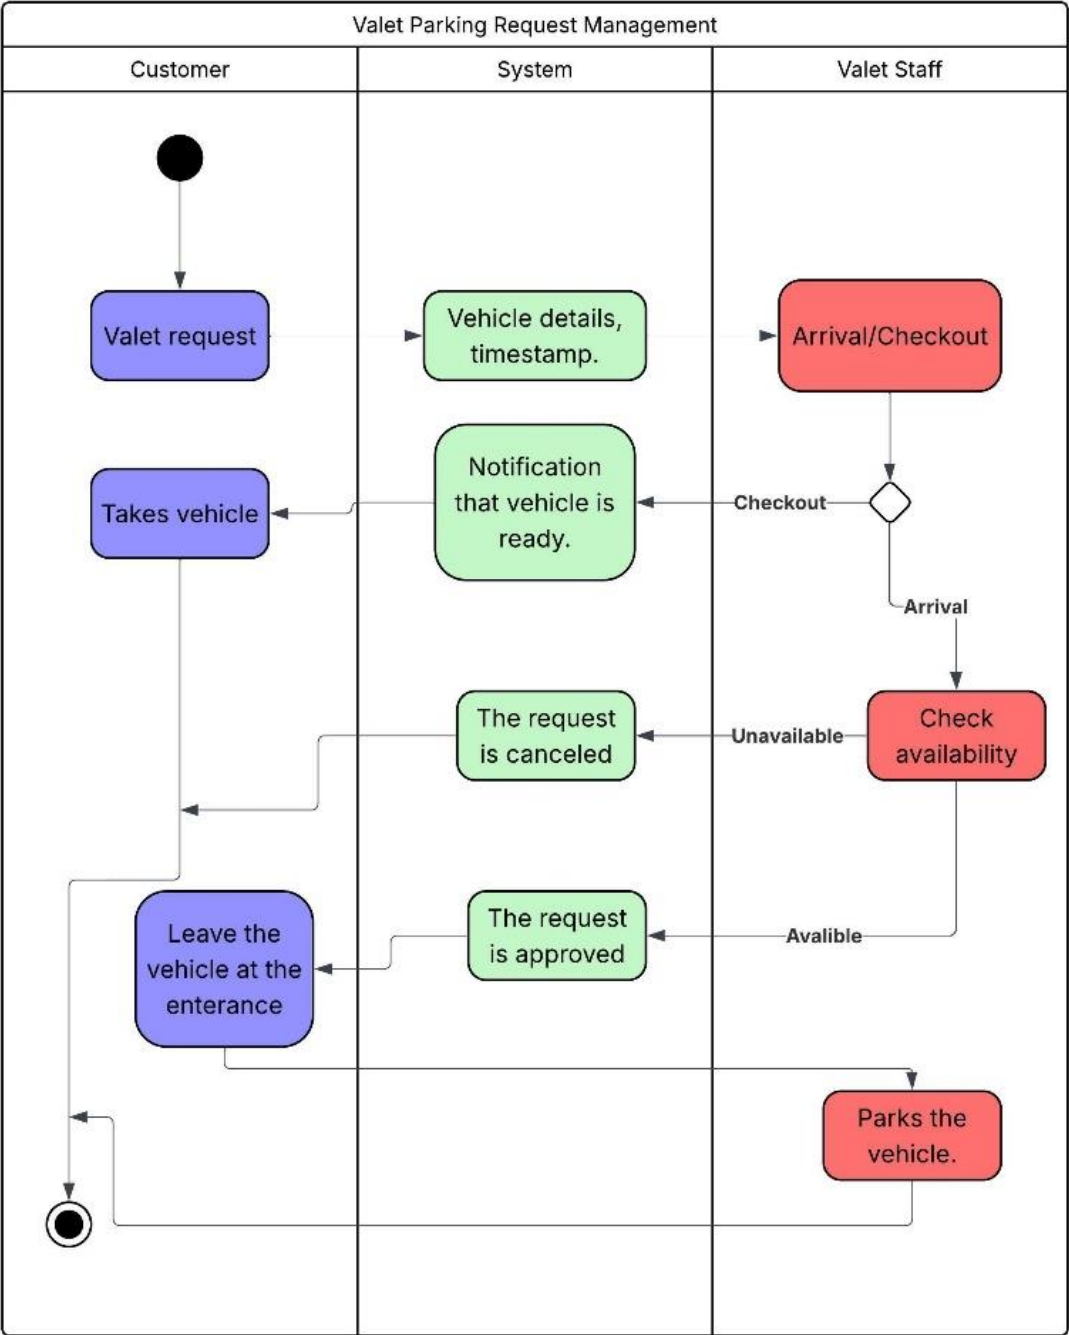 Valet Parking Request Management
Customer
System
Valet Staff
Valet request
Vehicle details,
timestamp.
Arrival/Checkout
Takes vehicle
Notification
that vehicle is
ready.
Checkout
Arrival
The request
is canceled
Unavailable
Check
availability
Leave the
vehicle at the
enterance
The request
is approved
Avalible
Parks the
vehicle.